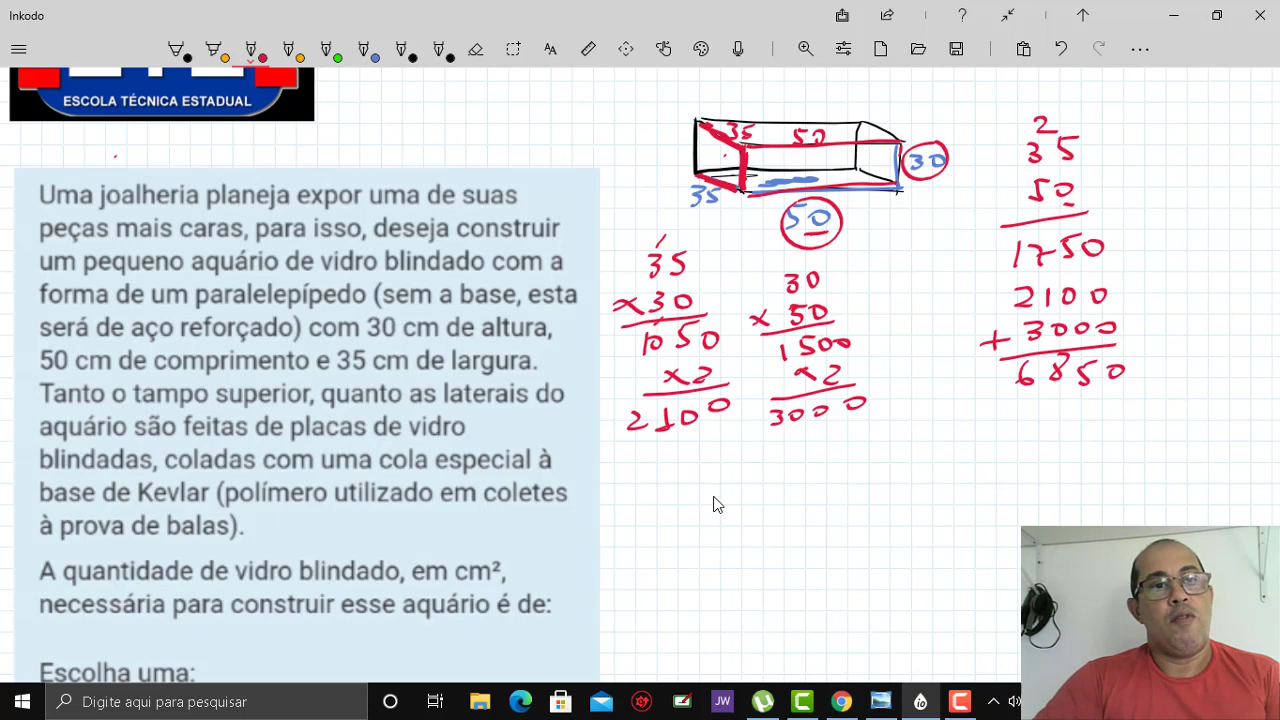 Inkodo
ESCOLA TÉCNICA ESTADUAL
Uma joalheria planeja expor uma de suas
peças mais caras, para isso, deseja construir
um pequeno aquário de vidro blindado com a
forma de um paralelepípedo (sem a base, esta
será de aço reforçado) com 30 cm de altura,
50 cm de comprimento e 35 cm de largura.
Tanto o tampo superior, quanto as laterais do
aquário são feitas de placas de vidro
blindadas, coladas com uma cola especial à
base de Kevlar (polímero utilizado em coletes
à prova de balas).
A quantidade de vidro blindado, em cm²,
necessária para construir esse aquário é de:
Escolha uma:
35
50
30
35
50
1
35
x 30
1050
x 2
2100
30
x 50
1500
x 2
3000
2
35
50
1750
2100
+ 3000
6850
Digite aqui para pesquisar
JW